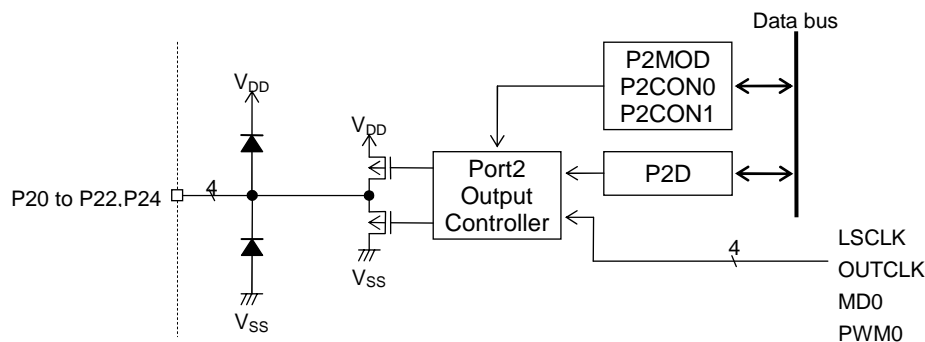 Data bus
P2MOD
P2CON0
P2CON1
VDD
VDD
Port2
Output
Controller
P2D
P20 to P22,P24
4
VSS
VSS
4
LSCLK
OUTCLK
MD0
PWM0